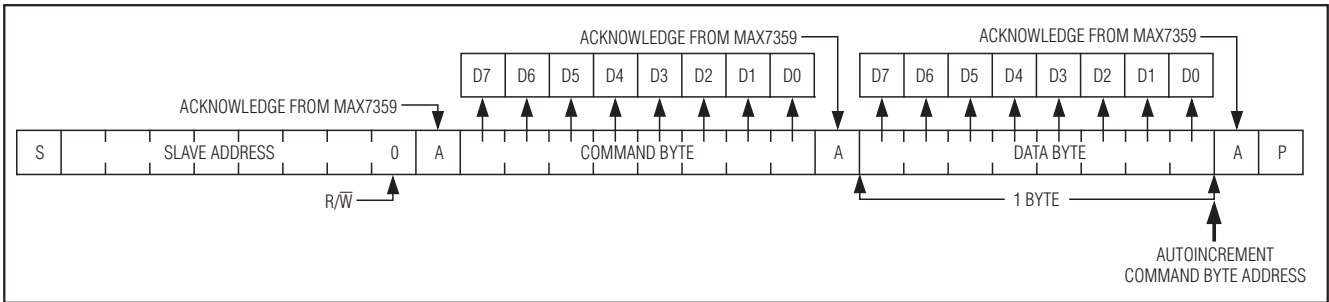 ACKNOWLEDGE FROM MAX7359 ACKNOWLEDGE FROM MAX7359
D7 D6 D5 D4 D3 D2 D1 D0 D7 D6 D5 D4 D3 D2 D1 D0
ACKNOWLEDGE FROM MAX7359
S SLAVE ADDRESS 0 A COMMAND BYTE A DATA BYTE A P
R/W̅ 1 BYTE
AUTOINCREMENT
COMMAND BYTE ADDRESS